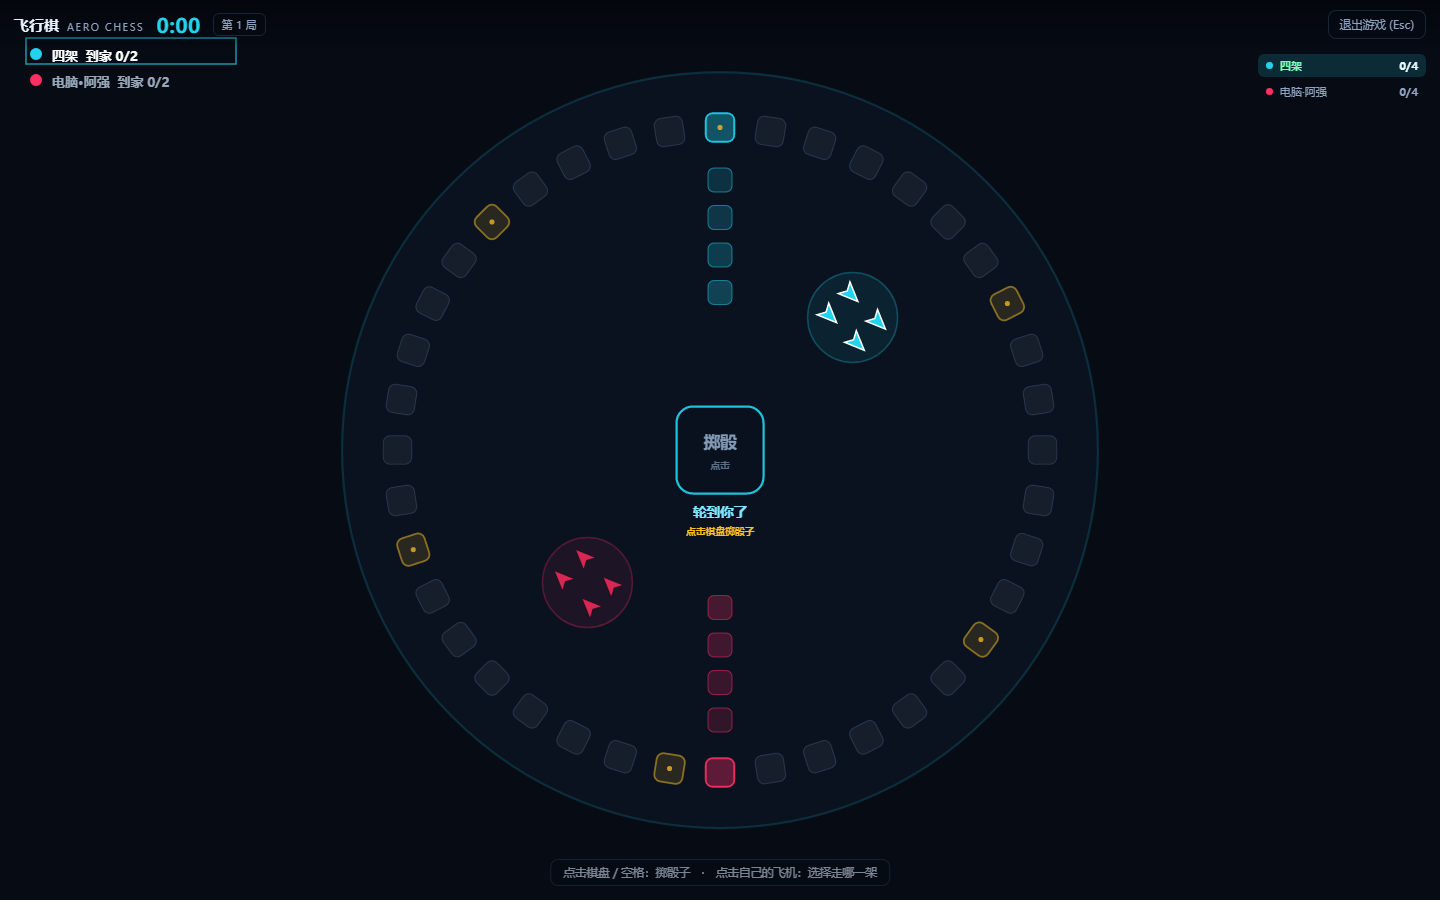 飞行棋 AERO CHESS 0:00 第 1 局
退出游戏 (Esc)
四架 到家 0/2
电脑·阿强 到家 0/2
四架 0/4
电脑·阿强 0/4
掷骰
点击
轮到你了
点击棋盘掷骰子
点击棋盘 / 空格：掷骰子 · 点击自己的飞机：选择走哪一架